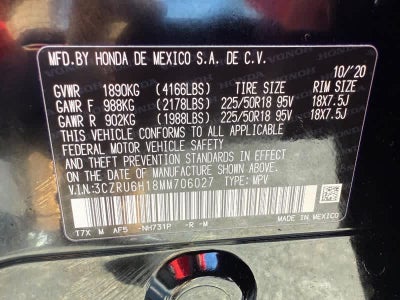 MFD.BY HONDA DE MEXICO S.A. DE C.V.
10/'20
GVWR 1890KG (4166LBS) TIRE SIZE RIM SIZE
GAWR F 988KG (2178LBS) 225/50R18 95V 18X7.5J
GAWR R 902KG (1988LBS) 225/50R18 95V 18X7.5J
THIS VEHICLE CONFORMS TO ALL APPLICABLE
FEDERAL MOTOR VEHICLE SAFETY AND THEFT
PREVENTION STANDARDS IN EFFECT ON THE DATE OF
MANUFACTURE SHOWN ABOVE.
V.I.N.:3CZRU6H18MM706027 TYPE: MPV
T7X M AF5 -NH731P -R -M
MADE IN MEXICO